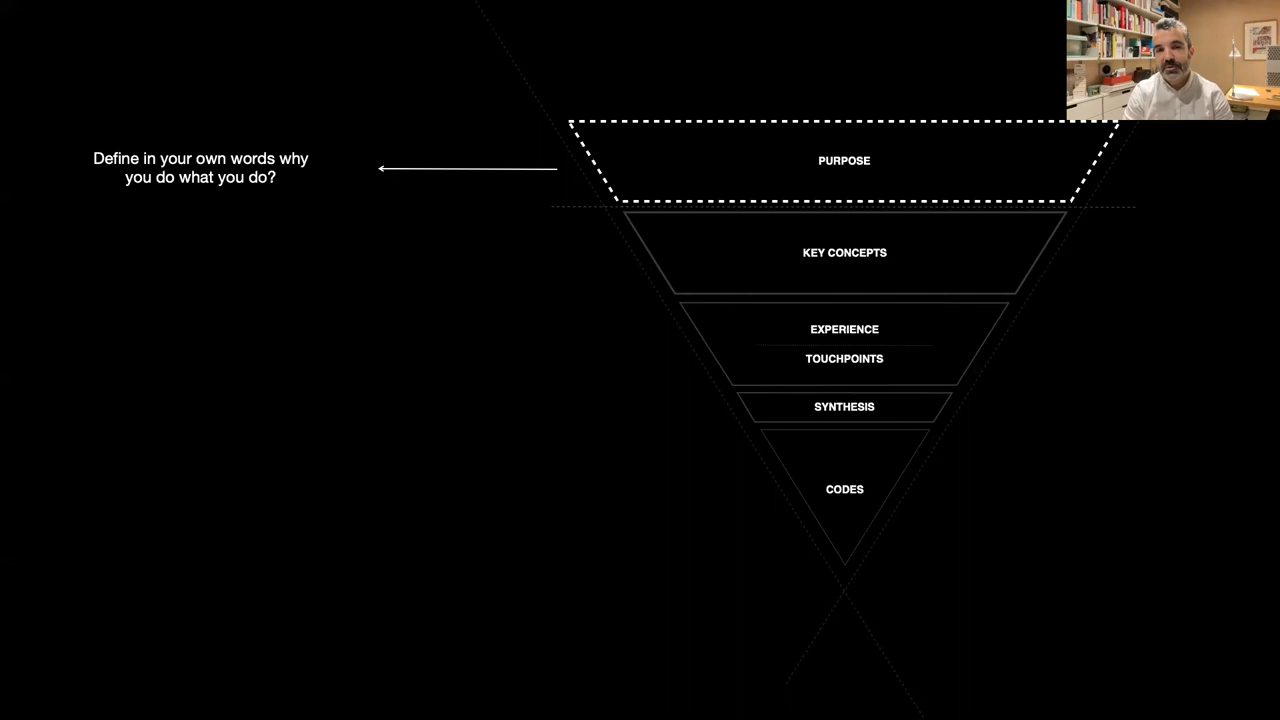 Define in your own words why
you do what you do?
PURPOSE
KEY CONCEPTS
EXPERIENCE
TOUCHPOINTS
SYNTHESIS
CODES